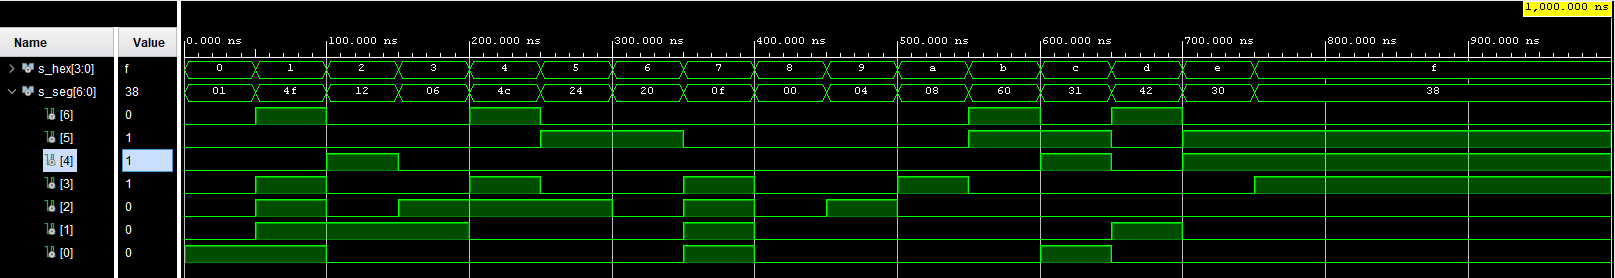 1,000.000 ns
Name Value 0.000 ns 100.000 ns 200.000 ns 300.000 ns 400.000 ns 500.000 ns 600.000 ns 700.000 ns 800.000 ns 900.000 ns
s_hex[3:0] f 0 1 2 3 4 5 6 7 8 9 a b c d e f
s_seg[6:0] 38 01 4f 12 06 4c 24 20 0f 00 04 08 60 31 42 30 38
[6] 0
[5] 1
[4] 1
[3] 1
[2] 0
[1] 0
[0] 0